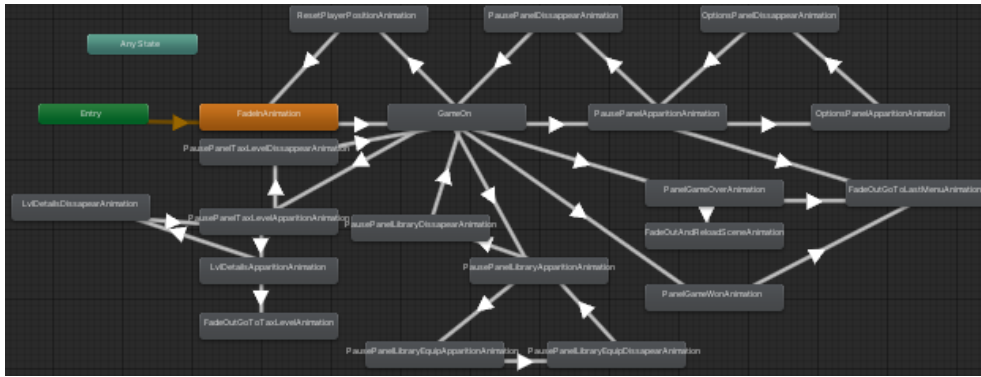 ResetPlayerPositionAnimation
PausePanelDissappearAnimation
OptionsPanelDissappearAnimation
Any State
Entry
FadeInAnimation
GameOn
PausePanelApparitionAnimation
OptionsPanelApparitionAnimation
PausePanelTaxLevelDissappearAnimation
PanelGameOverAnimation
FadeOutGoToLastMenuAnimation
LvlDetailsDissapearAnimation
PausePanelTaxLevelApparitionAnimation
PausePanelLibraryDissapearAnimation
FadeOutAndReloadSceneAnimation
LvlDetailsApparitionAnimation
PausePanelLibraryApparitionAnimation
PanelGameWonAnimation
FadeOutGoToTaxLevelAnimation
PausePanelLibraryEquipApparitionAnimation
PausePanelLibraryEquipDissapearAnimation